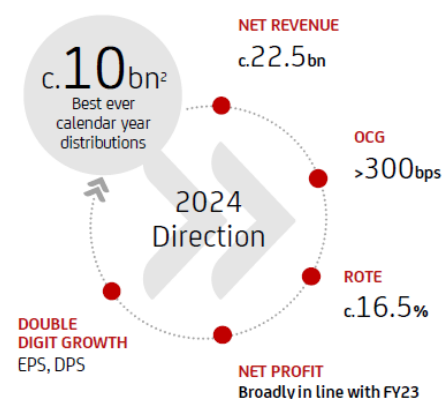 c.10bn²
Best ever
calendar year
distributions
NET REVENUE
c.22.5bn
OCG
>300bps
ROTE
c.16.5%
NET PROFIT
Broadly in line with FY23
DOUBLE
DIGIT GROWTH
EPS, DPS
2024
Direction